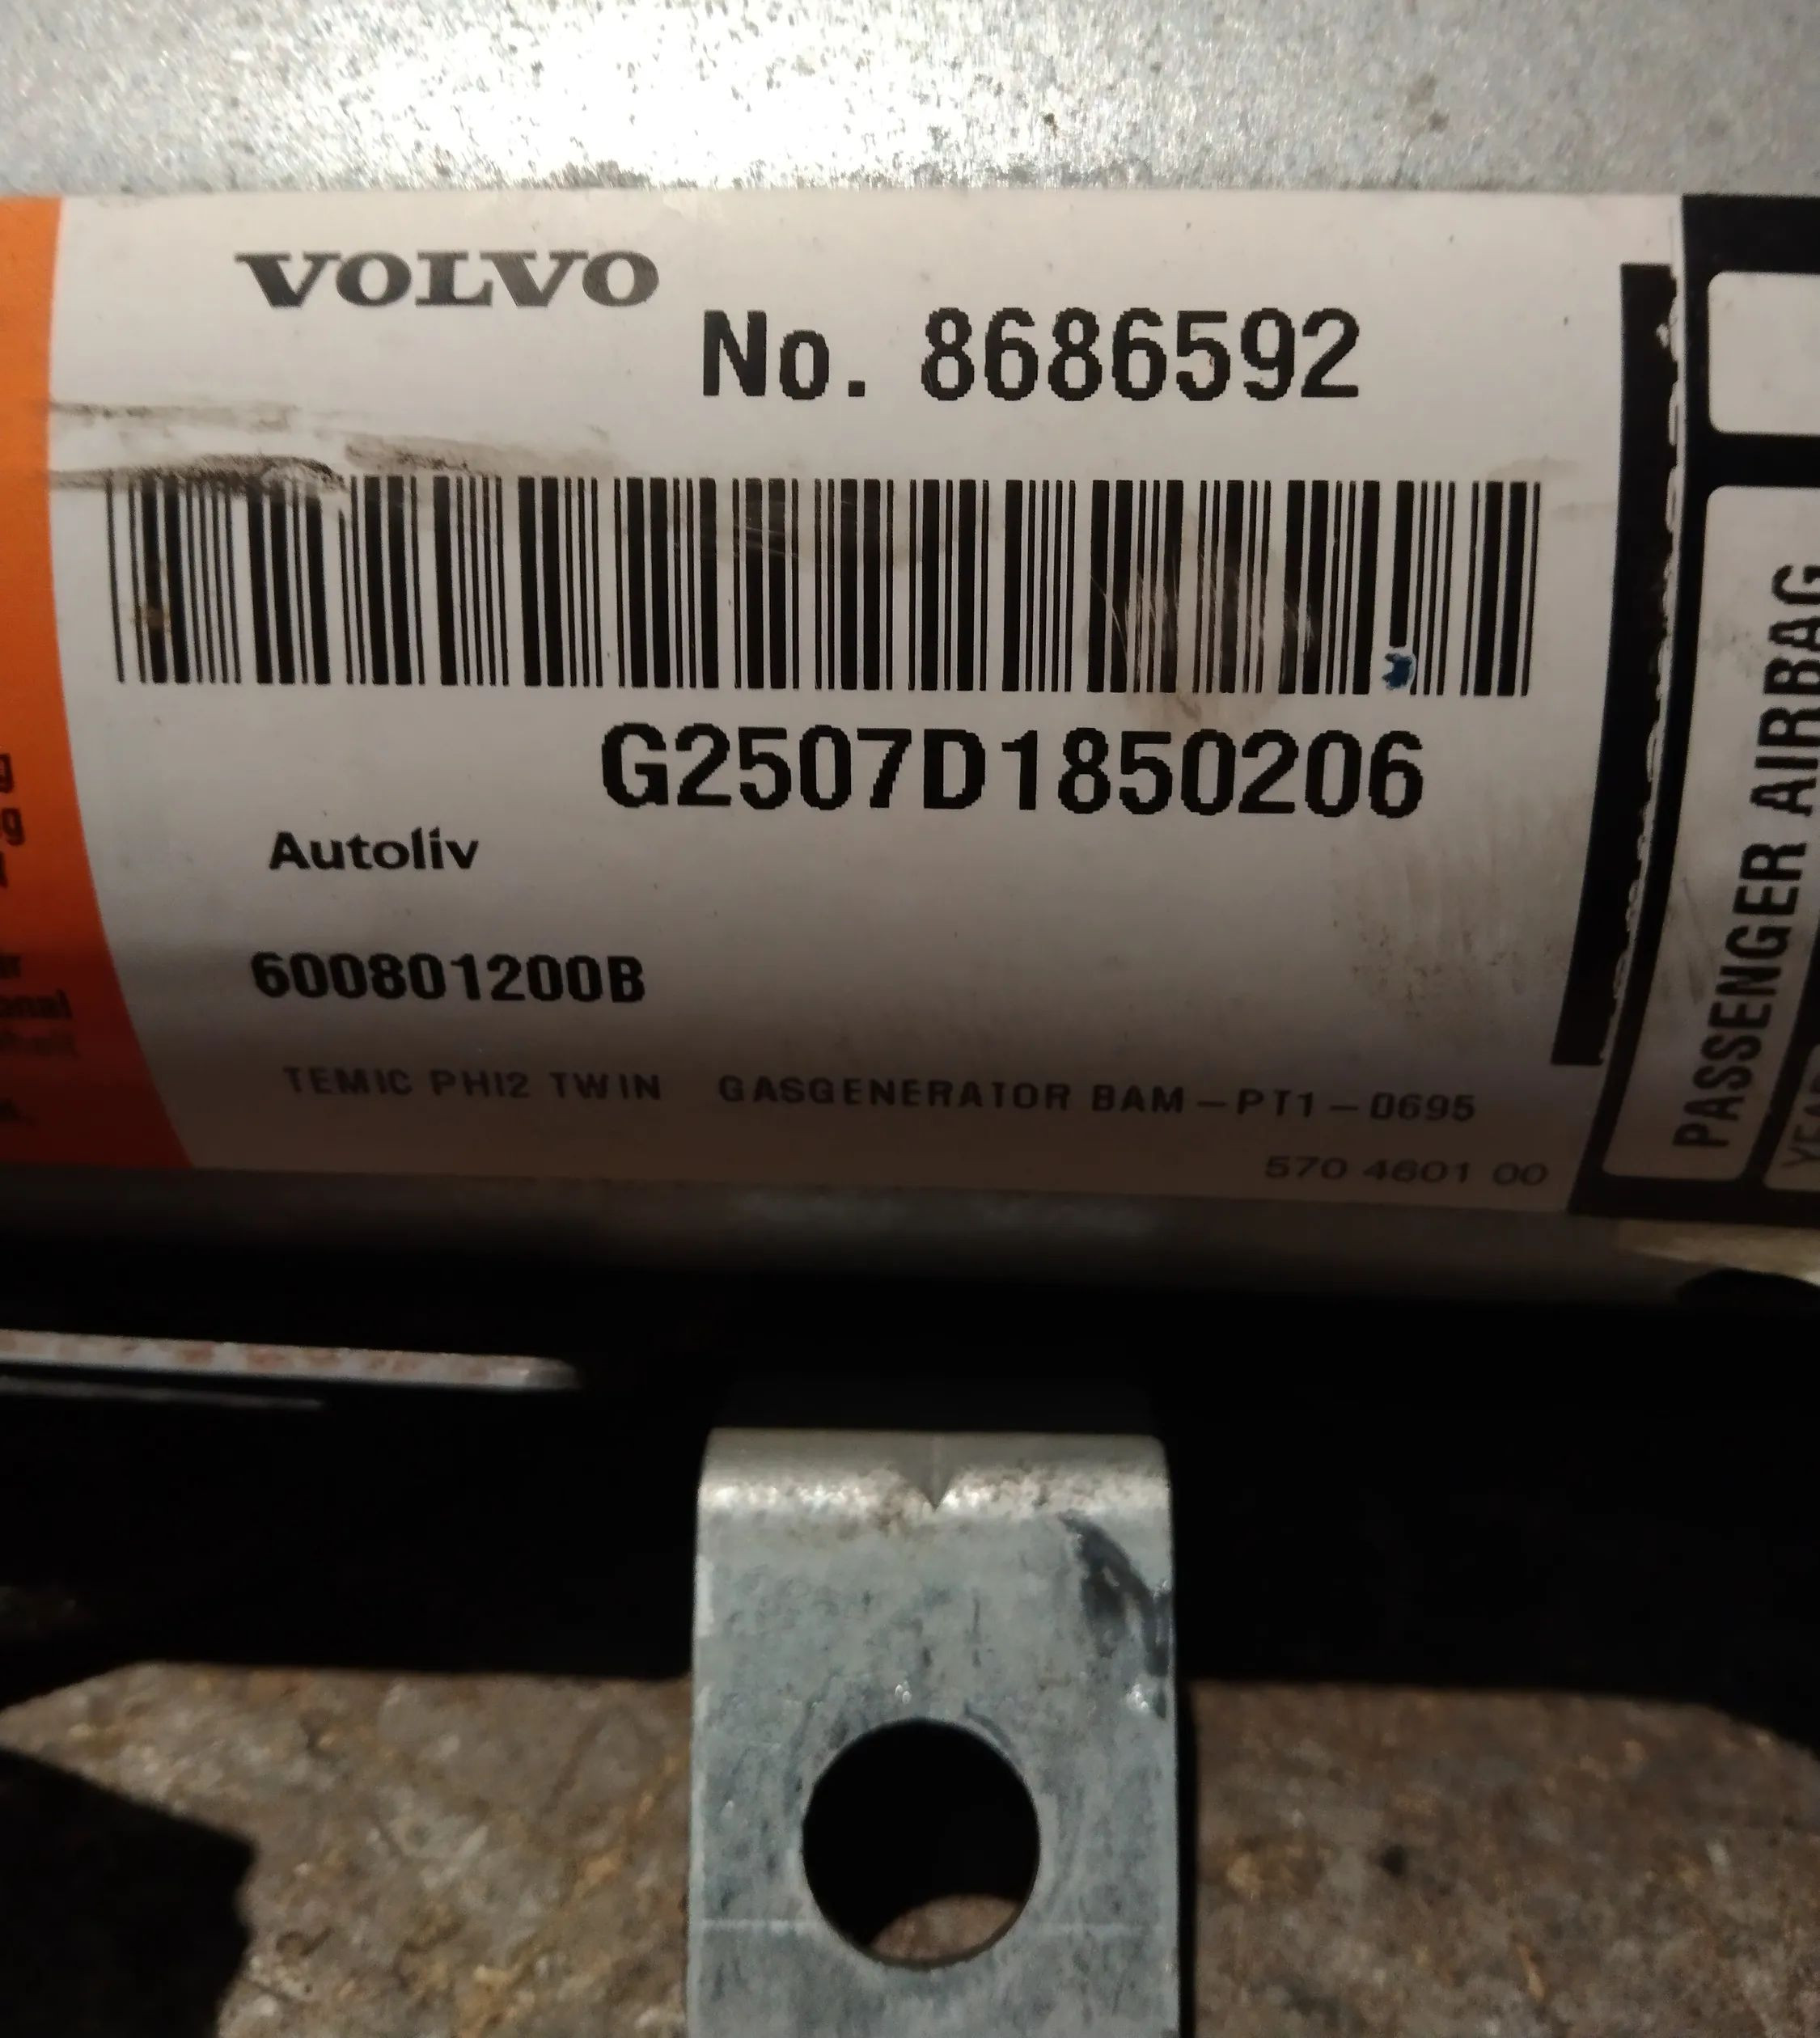 VOLVO
No. 8686592
G2507D1850206
Autoliv
600801200B
TEMIC PHI2 TWIN GASGENERATOR BAM-PT1-0695
570 4601 00
PASSENGER AIRBAG